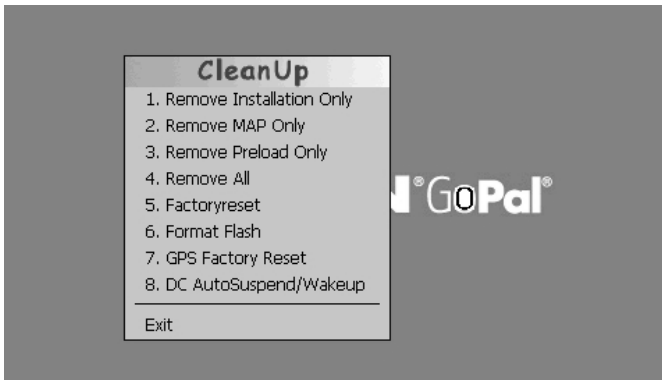 CleanUp
1. Remove Installation Only
2. Remove MAP Only
3. Remove Preload Only
4. Remove All
5. Factoryreset
6. Format Flash
7. GPS Factory Reset
8. DC AutoSuspend/Wakeup
Exit
N®GoPal®